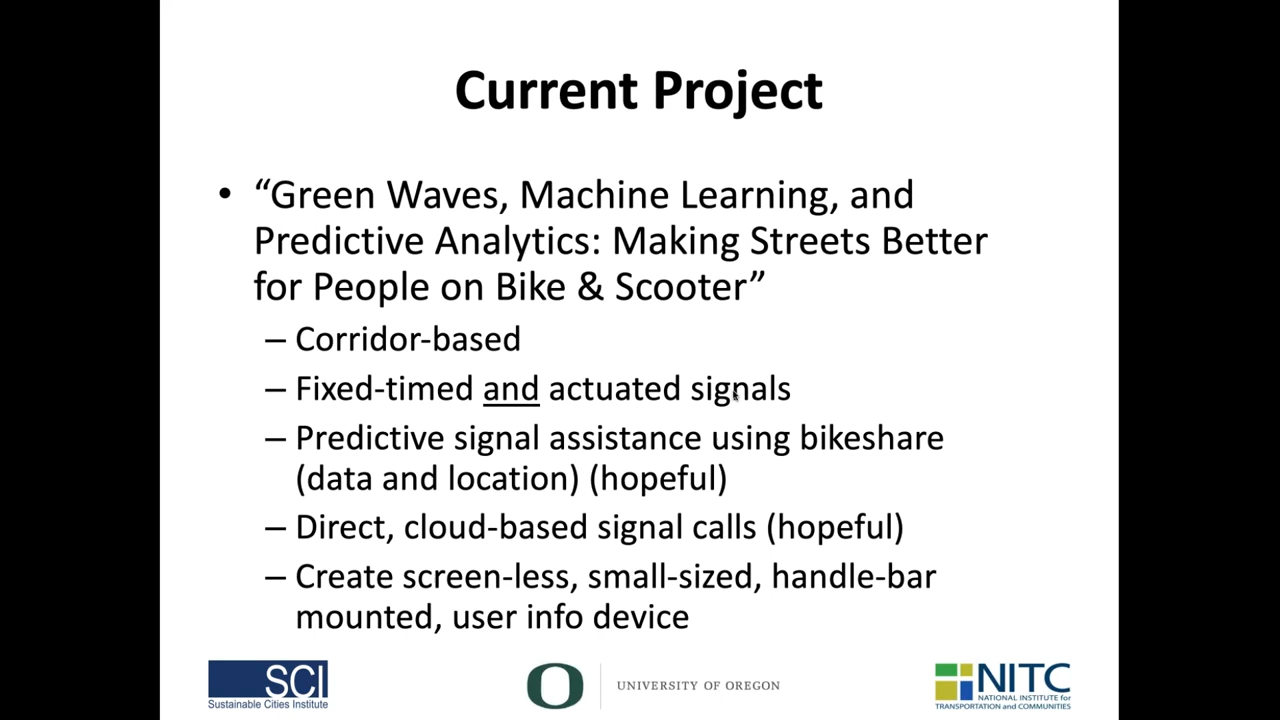 Current Project
• “Green Waves, Machine Learning, and
Predictive Analytics: Making Streets Better
for People on Bike & Scooter”
– Corridor-based
– Fixed-timed and actuated signals
– Predictive signal assistance using bikeshare
(data and location) (hopeful)
– Direct, cloud-based signal calls (hopeful)
– Create screen-less, small-sized, handle-bar
mounted, user info device
SCI
Sustainable Cities Institute
O
UNIVERSITY OF OREGON
NITC
NATIONAL INSTITUTE for
TRANSPORTATION and COMMUNITIES